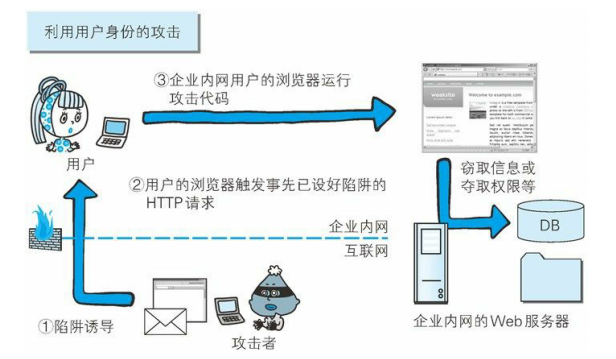 利用用户身份的攻击
③企业内网用户的浏览器运行
攻击代码
Welcome to example.com
用户
②用户的浏览器触发事先已设好陷阱的
HTTP请求
窃取信息或
夺取权限等
DB
企业内网
互联网
①陷阱诱导
攻击者
企业内网的Web服务器